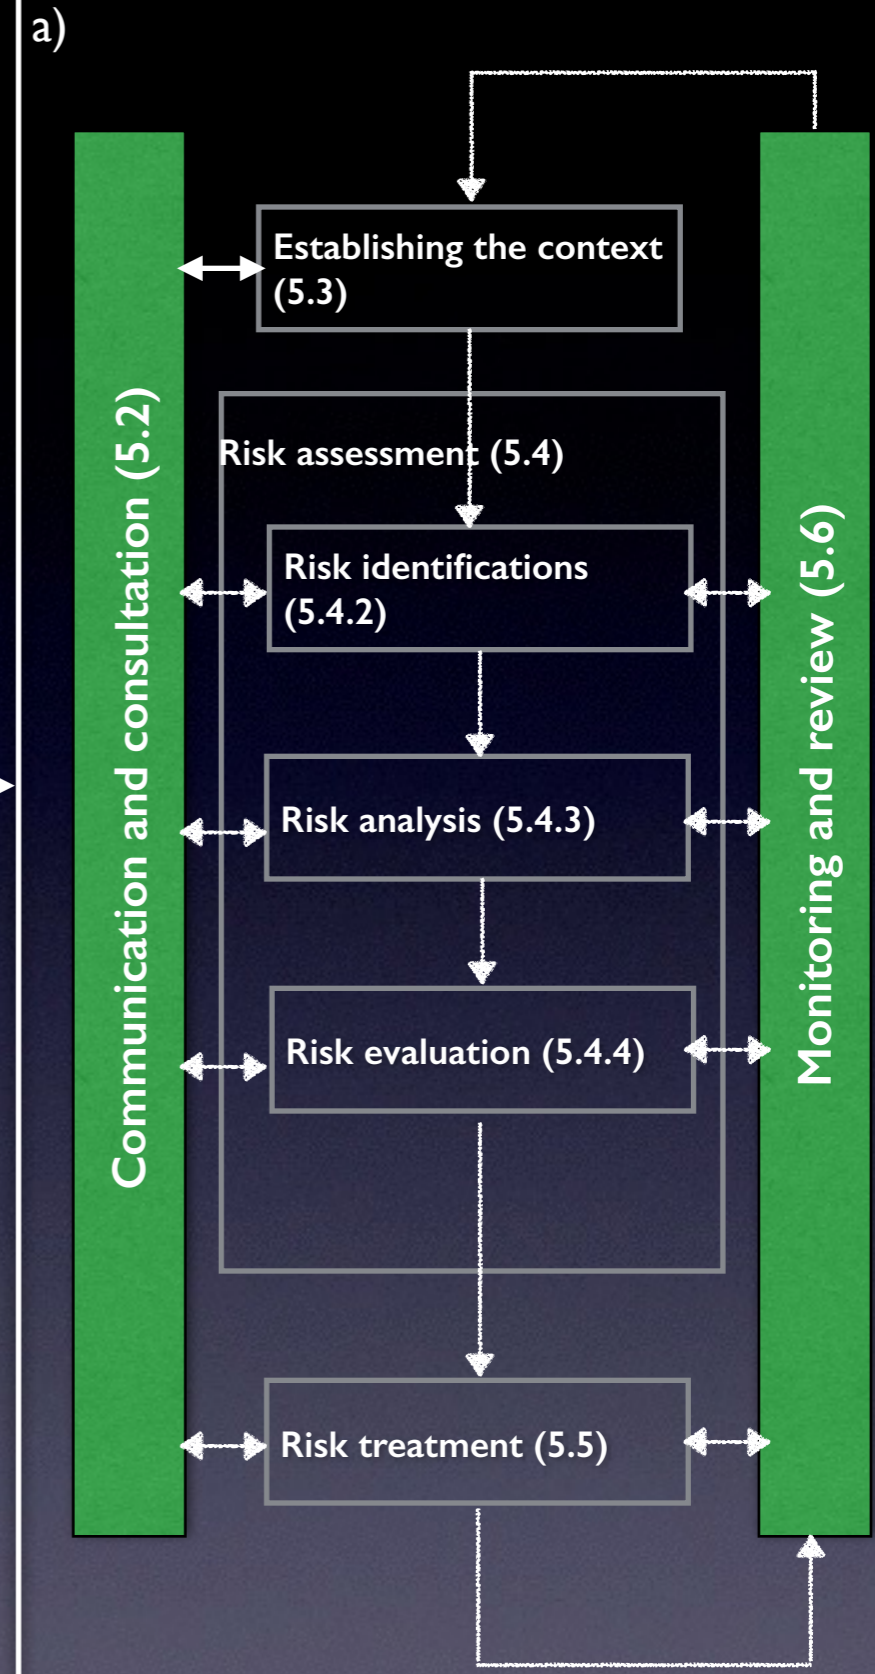 a)
Establishing the context
(5.3)
Communication and consultation (5.2)
Risk assessment (5.4)
Monitoring and review (5.6)
Risk identifications
(5.4.2)
Risk analysis (5.4.3)
Risk evaluation (5.4.4)
Risk treatment (5.5)